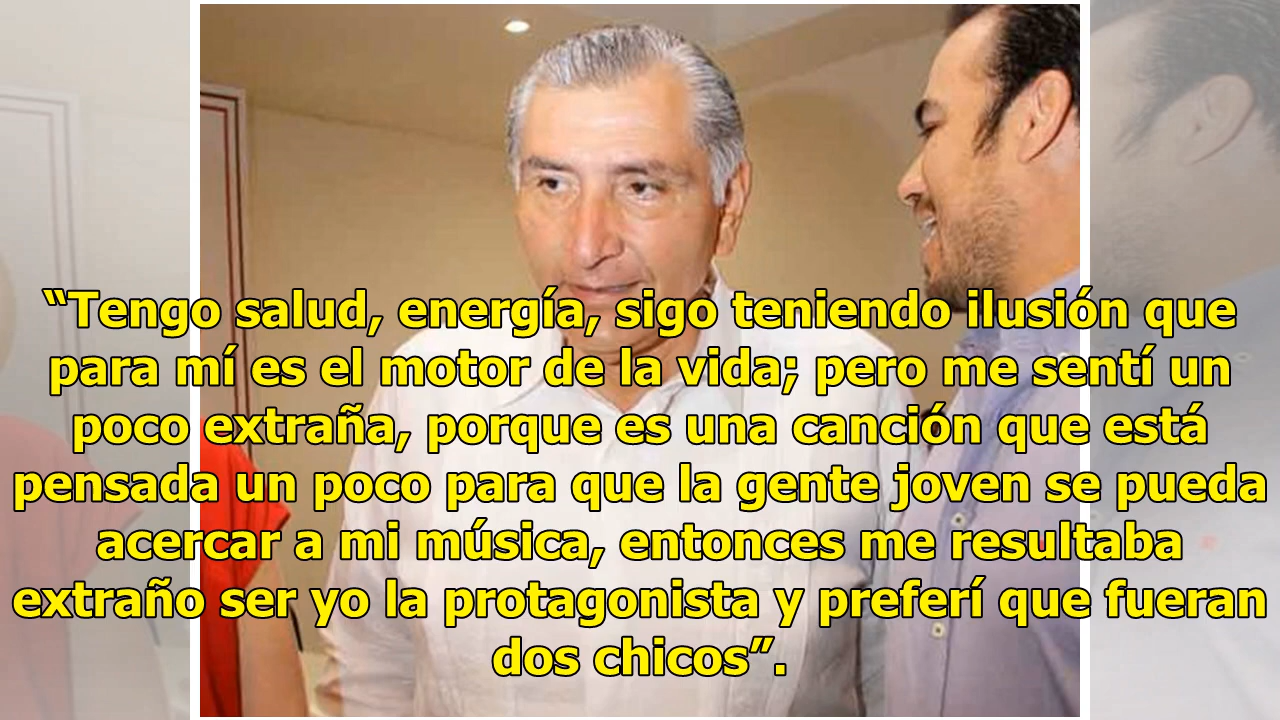 “Tengo salud, energía, sigo teniendo ilusión que
para mí es el motor de la vida; pero me sentí un
poco extraña, porque es una canción que está
pensada un poco para que la gente joven se pueda
acercar a mi música, entonces me resultaba
extraño ser yo la protagonista y preferí que fueran
dos chicos”.